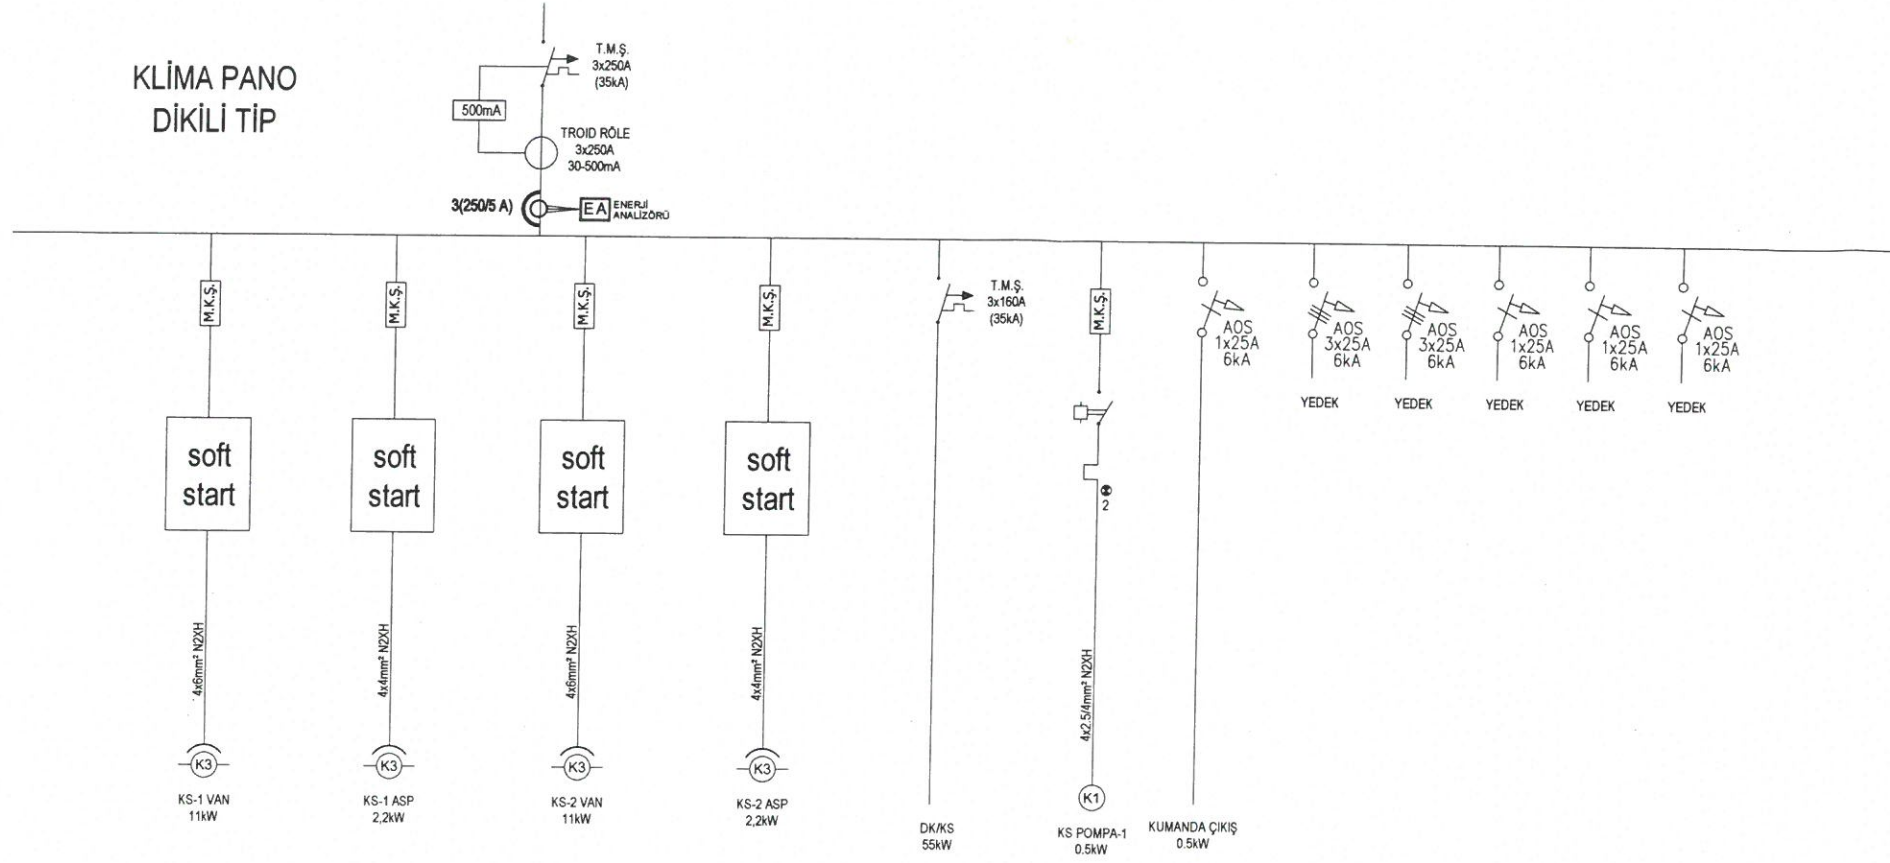 KLİMA PANO
DİKİLİ TİP
T.M.Ş.
3x250A
(35kA)
500mA
TROID RÖLE
3x250A
30-500mA
3(250/5 A)
EA
ENERJİ
ANALİZÖRÜ
M.K.Ş.
soft
start
4x6mm² N2XH
K3
KS-1 VAN
11kW
M.K.Ş.
soft
start
4x4mm² N2XH
K3
KS-1 ASP
2,2kW
M.K.Ş.
soft
start
4x6mm² N2XH
K3
KS-2 VAN
11kW
M.K.Ş.
soft
start
4x4mm² N2XH
K3
KS-2 ASP
2,2kW
T.M.Ş.
3x160A
(35kA)
DK/KS
55kW
M.K.Ş.
2
4x2.5/4mm² N2XH
K1
KS POMPA-1
0.5kW
AOS
1x25A
6kA
KUMANDA ÇIKIŞ
0.5kW
AOS
3x25A
6kA
YEDEK
AOS
3x25A
6kA
YEDEK
AOS
1x25A
6kA
YEDEK
AOS
1x25A
6kA
YEDEK
AOS
1x25A
6kA
YEDEK